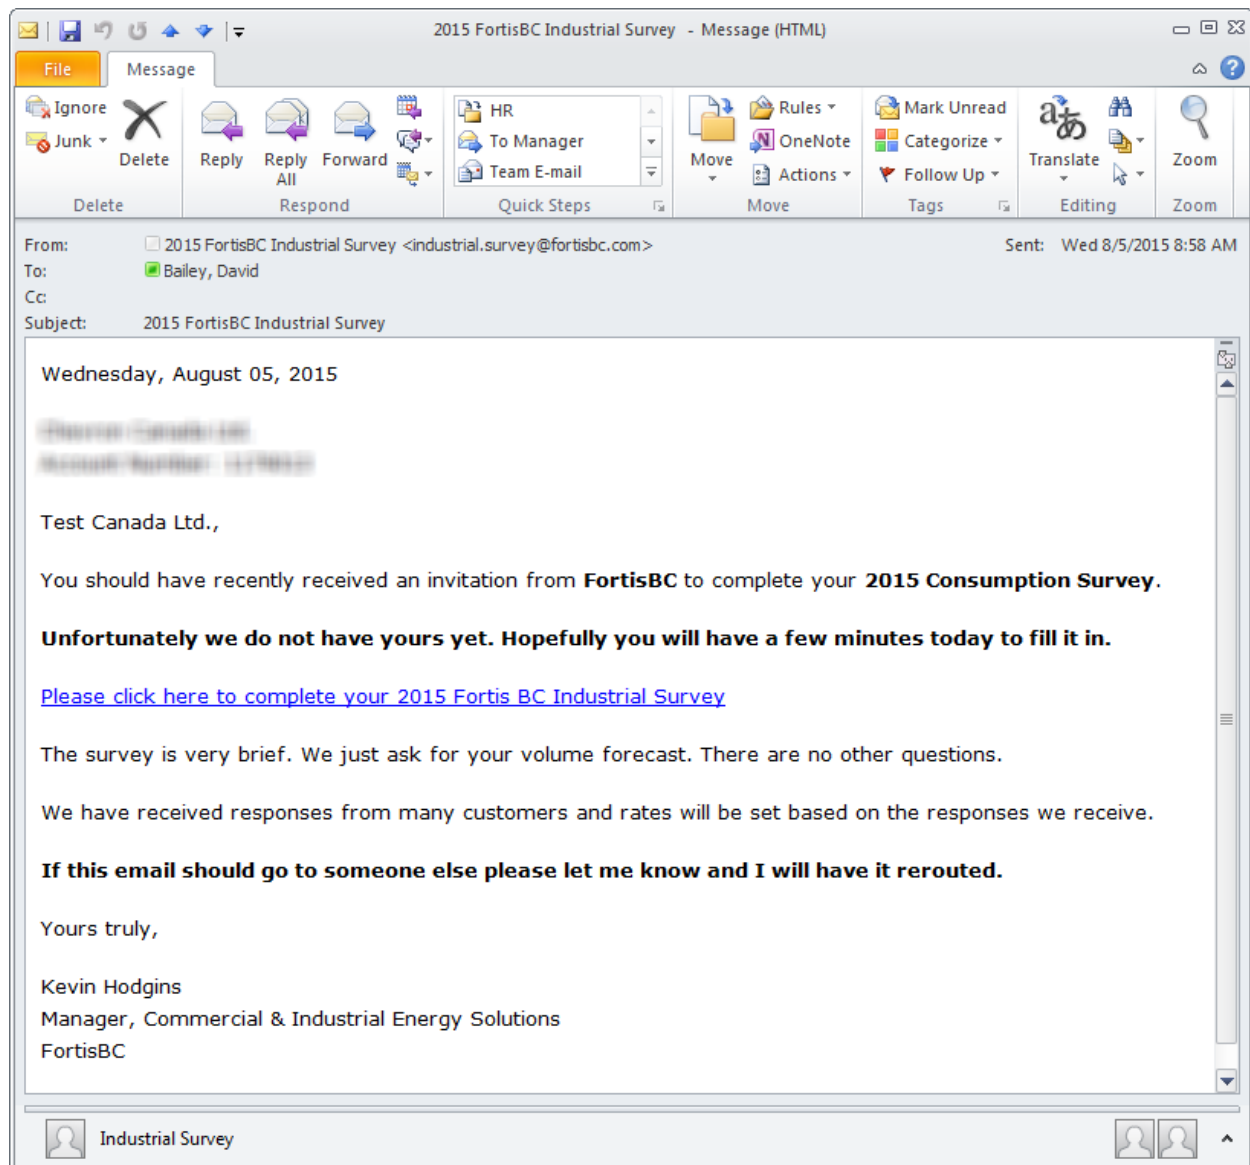 2015 FortisBC Industrial Survey - Message (HTML)
File Message
Ignore
Junk
Delete
Reply
Reply All
Forward
HR
To Manager
Team E-mail
Move
Rules
OneNote
Actions
Mark Unread
Categorize
Follow Up
Translate
Zoom
Delete Respond Quick Steps Move Tags Editing Zoom
From: 2015 FortisBC Industrial Survey <industrial.survey@fortisbc.com> Sent: Wed 8/5/2015 8:58 AM
To: Bailey, David
Cc:
Subject: 2015 FortisBC Industrial Survey
Wednesday, August 05, 2015
Test Canada Ltd.,
You should have recently received an invitation from FortisBC to complete your 2015 Consumption Survey.
Unfortunately we do not have yours yet. Hopefully you will have a few minutes today to fill it in.
Please click here to complete your 2015 Fortis BC Industrial Survey
The survey is very brief. We just ask for your volume forecast. There are no other questions.
We have received responses from many customers and rates will be set based on the responses we receive.
If this email should go to someone else please let me know and I will have it rerouted.
Yours truly,
Kevin Hodgins
Manager, Commercial & Industrial Energy Solutions
FortisBC
Industrial Survey